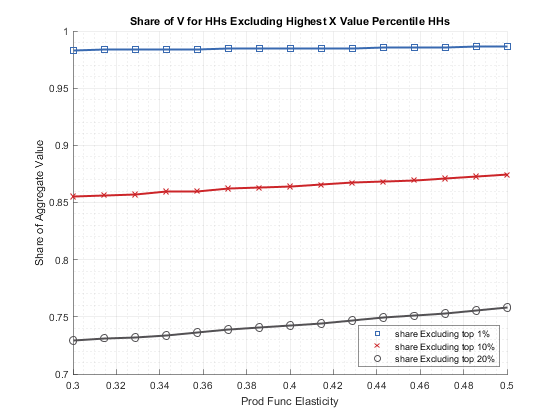 Share of V for HHs Excluding Highest X Value Percentile HHs
1
0.95
0.9
0.85
0.8
0.75
0.7
Share of Aggregate Value
share Excluding top 1%
share Excluding top 10%
share Excluding top 20%
0.3 0.32 0.34 0.36 0.38 0.4 0.42 0.44 0.46 0.48 0.5
Prod Func Elasticity